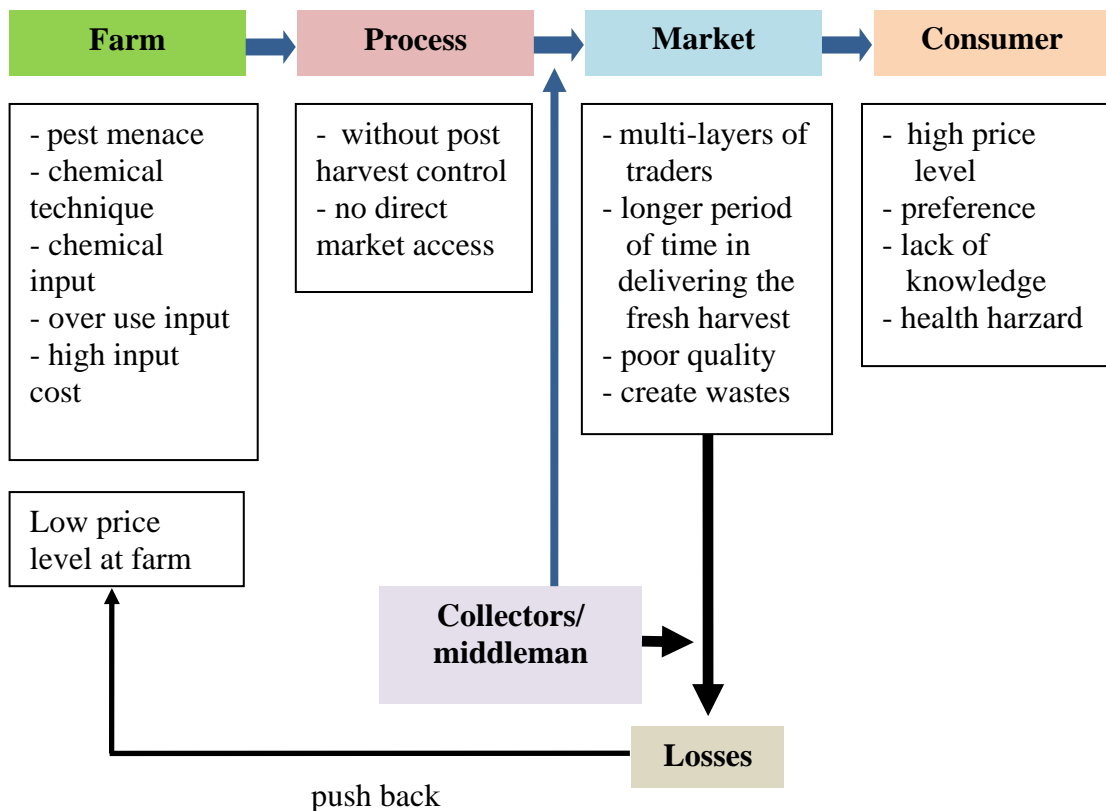 Farm
Process
Market
Consumer
- pest menace
- chemical
technique
- chemical
input
- over use input
- high input
cost
- without post
harvest control
- no direct
market access
- multi-layers of
traders
- longer period
of time in
delivering the
fresh harvest
- poor quality
- create wastes
- high price
level
- preference
- lack of
knowledge
- health harzard
Low price
level at farm
Collectors/
middleman
Losses
push back